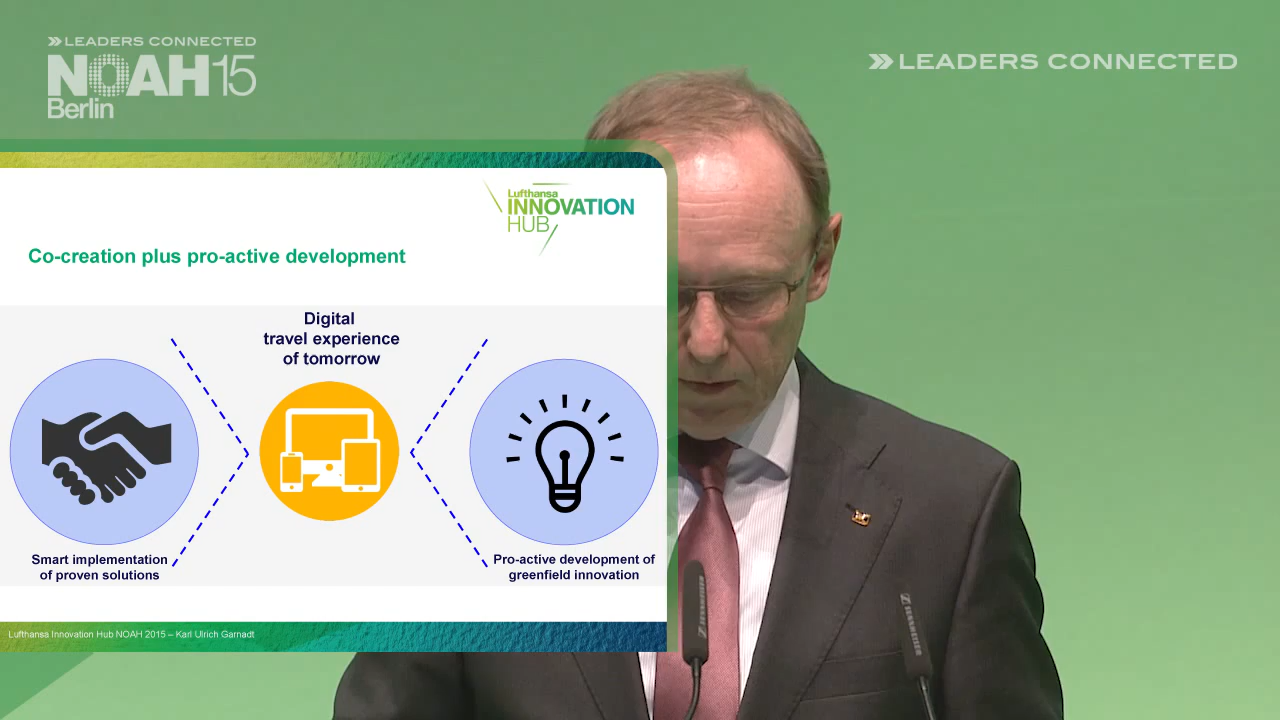 LEADERS CONNECTED
NOAH15
Berlin
LEADERS CONNECTED
Lufthansa
INNOVATION
HUB
Co-creation plus pro-active development
Digital
travel experience
of tomorrow
Smart implementation
of proven solutions
Pro-active development of
greenfield innovation
Lufthansa Innovation Hub NOAH 2015 – Karl Ulrich Garnadt
SENNHEISER
SENNHEISER